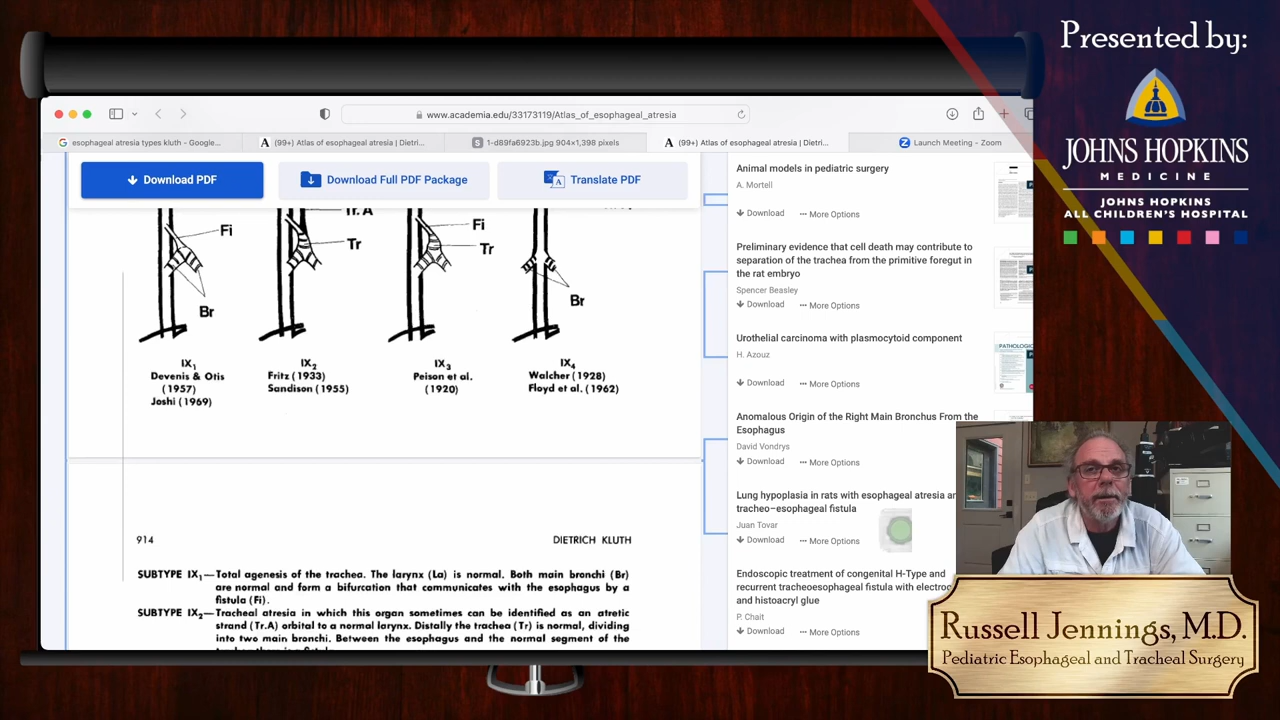 Presented by:
JOHNS HOPKINS
MEDICINE
JOHNS HOPKINS
ALL CHILDREN'S HOSPITAL
www.academia.edu/33173119/Atlas_of_esophageal_atresia
esophageal atresia types kluth - Google...
(99+) Atlas of esophageal atresia | Dietri...
1-d89fa6923b.jpg 904×1,398 pixels
(99+) Atlas of esophageal atresia | Dietri...
Launch Meeting - Zoom
Download PDF
Download Full PDF Package
Translate PDF
Fi
Tr.A
Tr
Fi
Tr
Br
Br
IX1
Devenis & Otis
(1957)
Joshi (1969)
IX2
Fritz (1933)
Sandison (1955)
IX3
Peison et al.
(1920)
IX4
Walcher (1928)
Floyd et al. (1962)
914
DIETRICH KLUTH
SUBTYPE IX1—Total agenesis of the trachea. The larynx (La) is normal. Both main bronchi (Br)
are normal and form a bifurcation that communicates with the esophagus by a
fistula (Fi).
SUBTYPE IX2—Tracheal atresia in which this organ sometimes can be identified as an atretic
strand (Tr.A) orbital to a normal larynx. Distally the trachea (Tr) is normal, dividing
into two main bronchi. Between the esophagus and the normal segment of the
Animal models in pediatric surgery
A. Mortell
Download
••• More Options
Preliminary evidence that cell death may contribute to
separation of the trachea from the primitive foregut in
the rat embryo
Spencer Beasley
Download
••• More Options
Urothelial carcinoma with plasmocytoid component
H. Azouz
Download
••• More Options
PATHOLOGI
Anomalous Origin of the Right Main Bronchus From the
Esophagus
David Vondrys
Download
••• More Options
Lung hypoplasia in rats with esophageal atresia an
tracheo–esophageal fistula
Juan Tovar
Download
••• More Options
Endoscopic treatment of congenital H-Type and
recurrent tracheoesophageal fistula with electroc
and histoacryl glue
P. Chait
Download
••• More Options
Russell Jennings, M.D.
Pediatric Esophageal and Tracheal Surgery